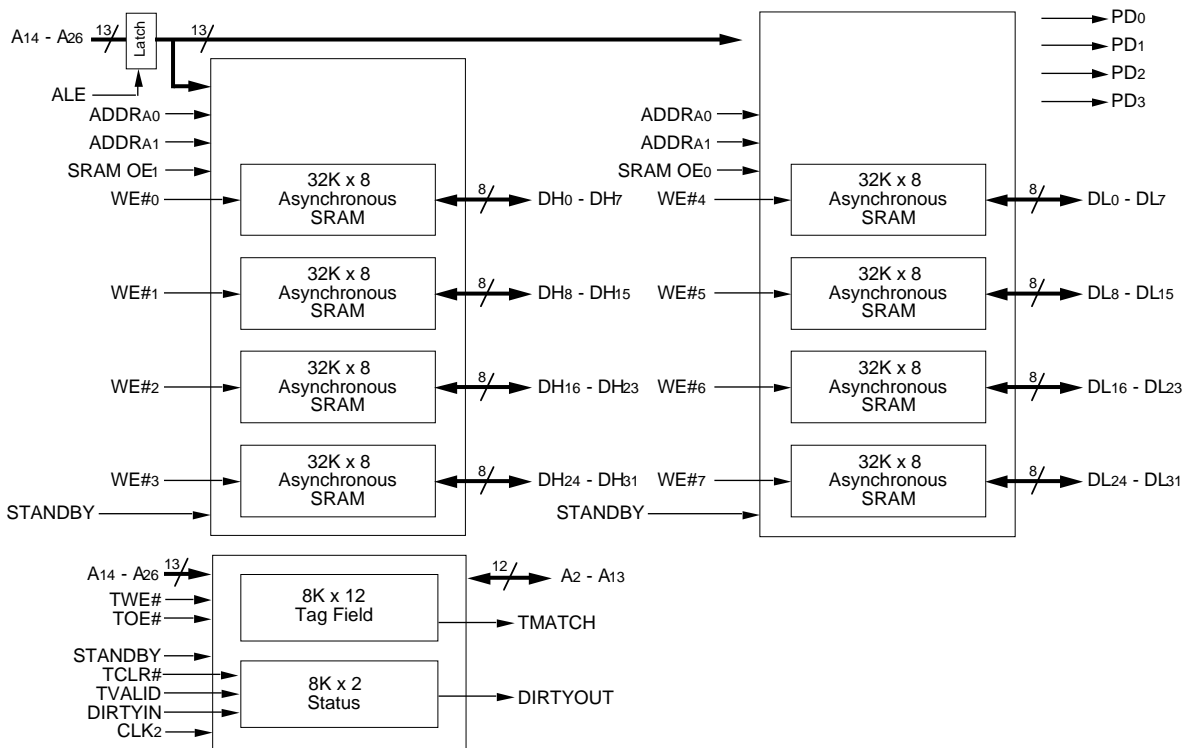 A14 - A26
13
Latch
13
ALE
PD0
PD1
PD2
PD3
ADDRA0
ADDRA1
SRAM OE1
WE#0
32K x 8
Asynchronous
SRAM
8
DH0 - DH7
WE#1
32K x 8
Asynchronous
SRAM
8
DH8 - DH15
WE#2
32K x 8
Asynchronous
SRAM
8
DH16 - DH23
WE#3
32K x 8
Asynchronous
SRAM
8
DH24 - DH31
STANDBY
ADDRA0
ADDRA1
SRAM OE0
WE#4
32K x 8
Asynchronous
SRAM
8
DL0 - DL7
WE#5
32K x 8
Asynchronous
SRAM
8
DL8 - DL15
WE#6
32K x 8
Asynchronous
SRAM
8
DL16 - DL23
WE#7
32K x 8
Asynchronous
SRAM
8
DL24 - DL31
STANDBY
A14 - A26
13
TWE#
TOE#
8K x 12
Tag Field
12
A2 - A13
TMATCH
STANDBY
TCLR#
TVALID
DIRTYIN
CLK2
8K x 2
Status
DIRTYOUT